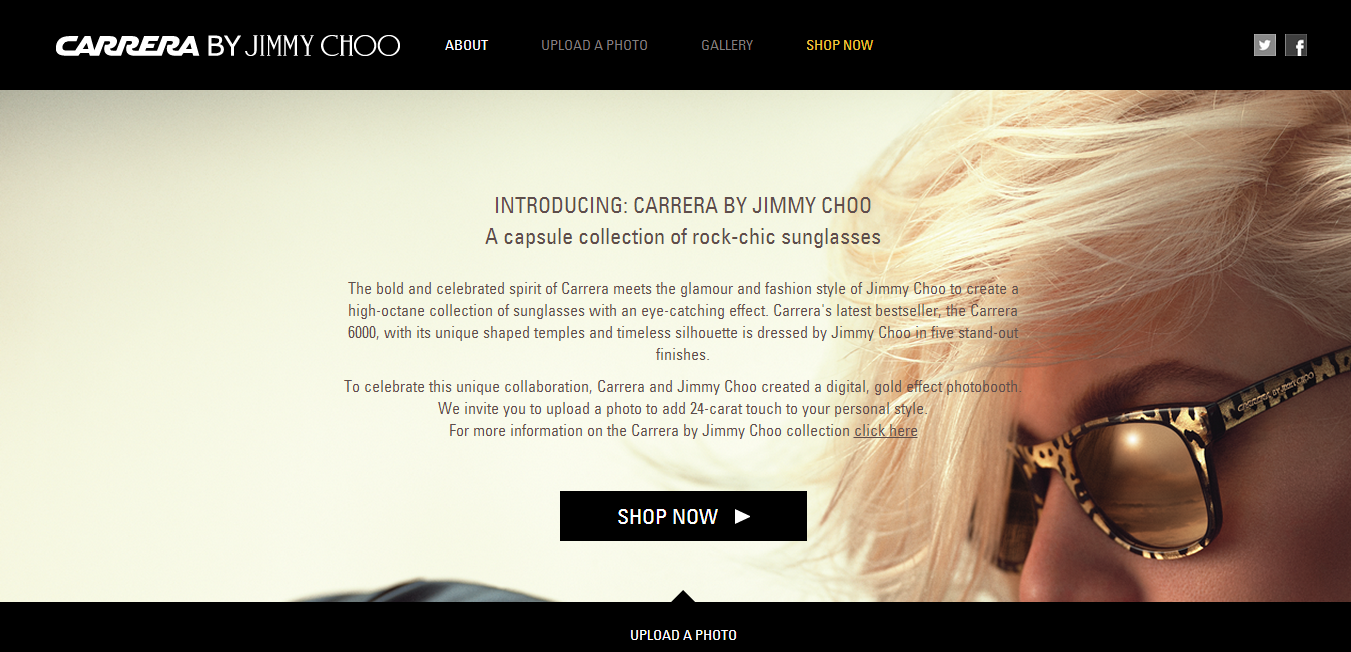 CARRERA BY JIMMY CHOO
ABOUT
UPLOAD A PHOTO
GALLERY
SHOP NOW
INTRODUCING: CARRERA BY JIMMY CHOO
A capsule collection of rock-chic sunglasses
The bold and celebrated spirit of Carrera meets the glamour and fashion style of Jimmy Choo to create a
high-octane collection of sunglasses with an eye-catching effect. Carrera's latest bestseller, the Carrera
6000, with its unique shaped temples and timeless silhouette is dressed by Jimmy Choo in five stand-out
finishes.
To celebrate this unique collaboration, Carrera and Jimmy Choo created a digital, gold effect photobooth.
We invite you to upload a photo to add 24-carat touch to your personal style.
For more information on the Carrera by Jimmy Choo collection click here
CARRERA BY JIMMY CHOO
SHOP NOW
UPLOAD A PHOTO